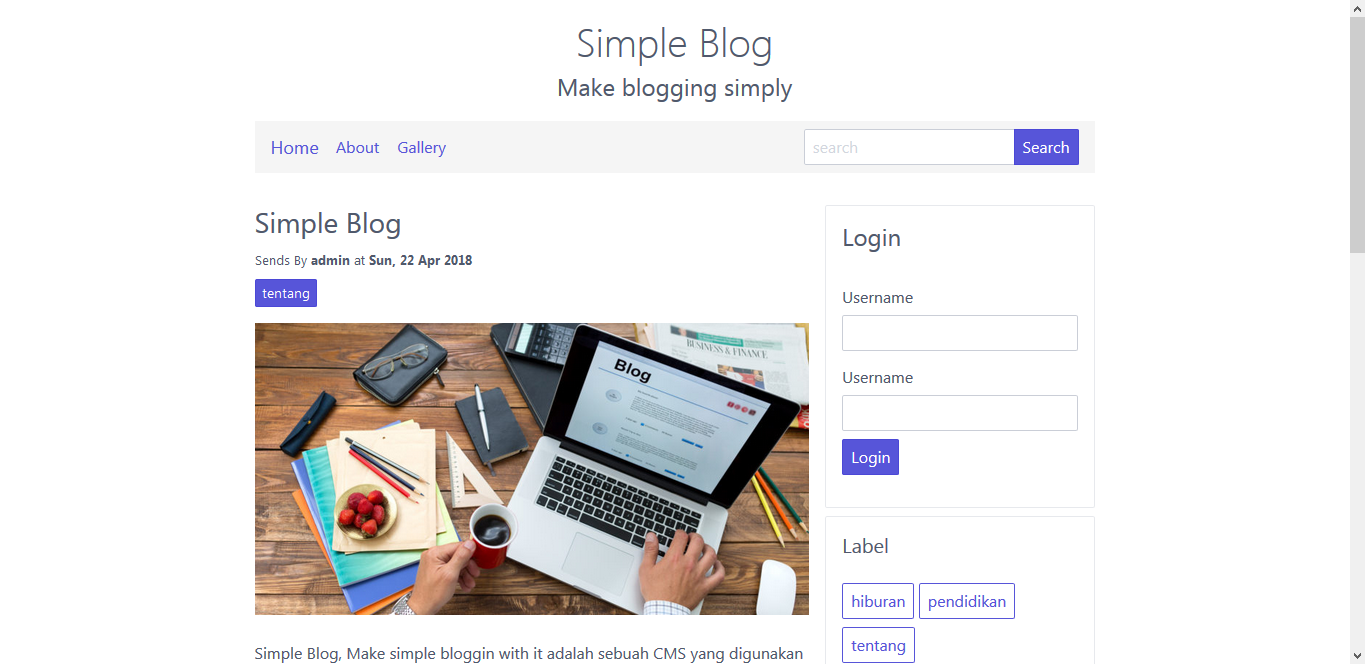 Simple Blog
Make blogging simply
Home About Gallery
search Search
Simple Blog
Sends By admin at Sun, 22 Apr 2018
tentang
BUSINESS & FINANCE
Blog
Simple Blog, Make simple bloggin with it adalah sebuah CMS yang digunakan
Login
Username
Username
Login
Label
hiburan pendidikan
tentang